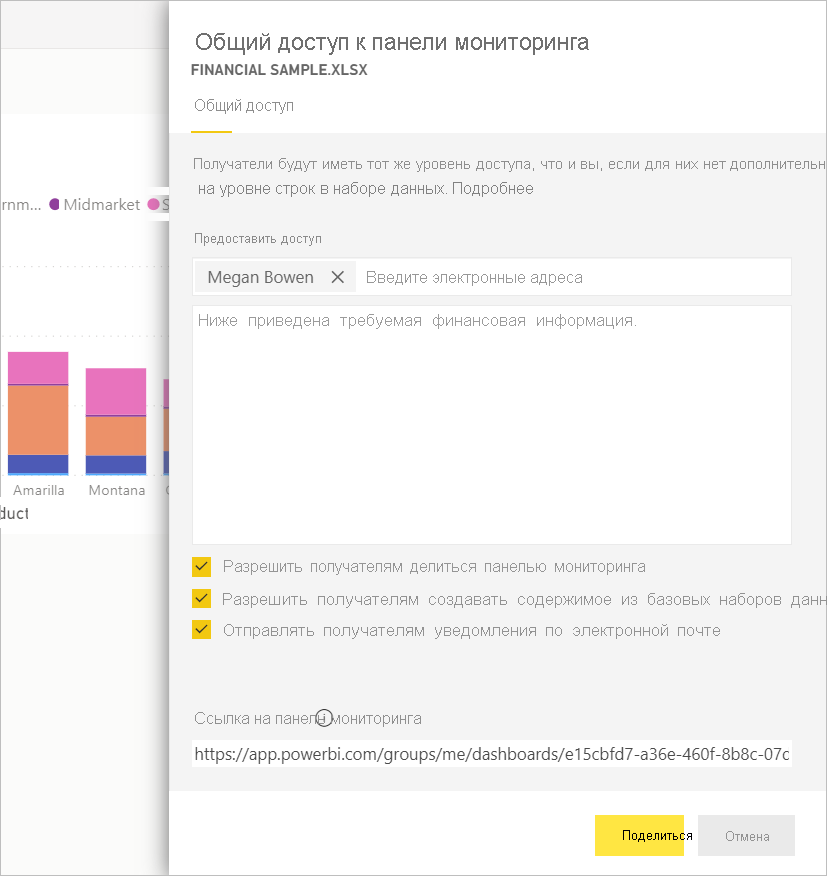 Общий доступ к панели мониторинга
FINANCIAL SAMPLE.XLSX
Общий доступ
Получатели будут иметь тот же уровень доступа, что и вы, если для них нет дополнительн
на уровне строк в наборе данных. Подробнее
rnm... Midmarket S
Предоставить доступ
Megan Bowen Введите электронные адреса
Ниже приведена требуемая финансовая информация.
Amarilla Montana
duct
Разрешить получателям делиться панелью мониторинга
Разрешить получателям создавать содержимое из базовых наборов данн
Отправлять получателям уведомления по электронной почте
Ссылка на панель мониторинга
https://app.powerbi.com/groups/me/dashboards/e15cbfd7-a36e-460f-8b8c-07c
Поделиться Отмена